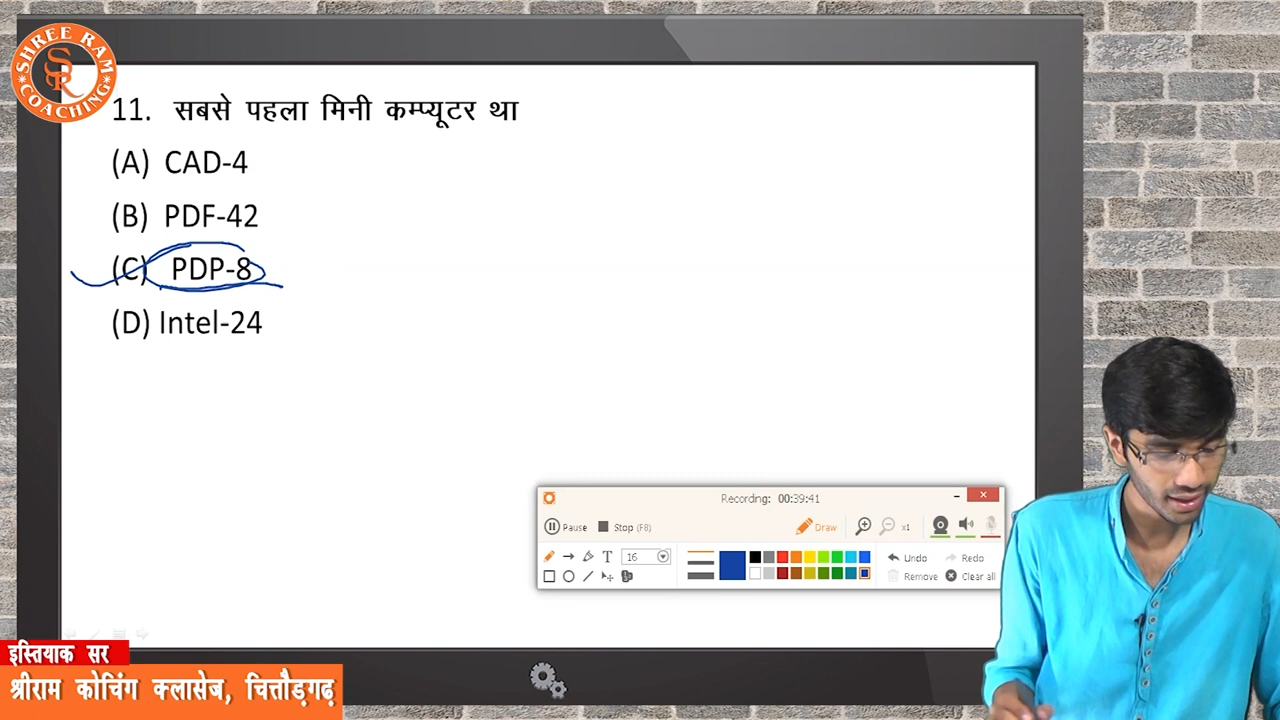 SHREE RAM
SR
COACHING
11. सबसे पहला मिनी कम्प्यूटर था
(A) CAD-4
(B) PDF-42
(C) PDP-8
(D) Intel-24
Recording: 00:39:41
Pause Stop (F8) Draw x1
T 16 Undo Redo
Remove Clear all
इस्तियाक सर
श्रीराम कोचिंग क्लासेज, चित्तौड़गढ़